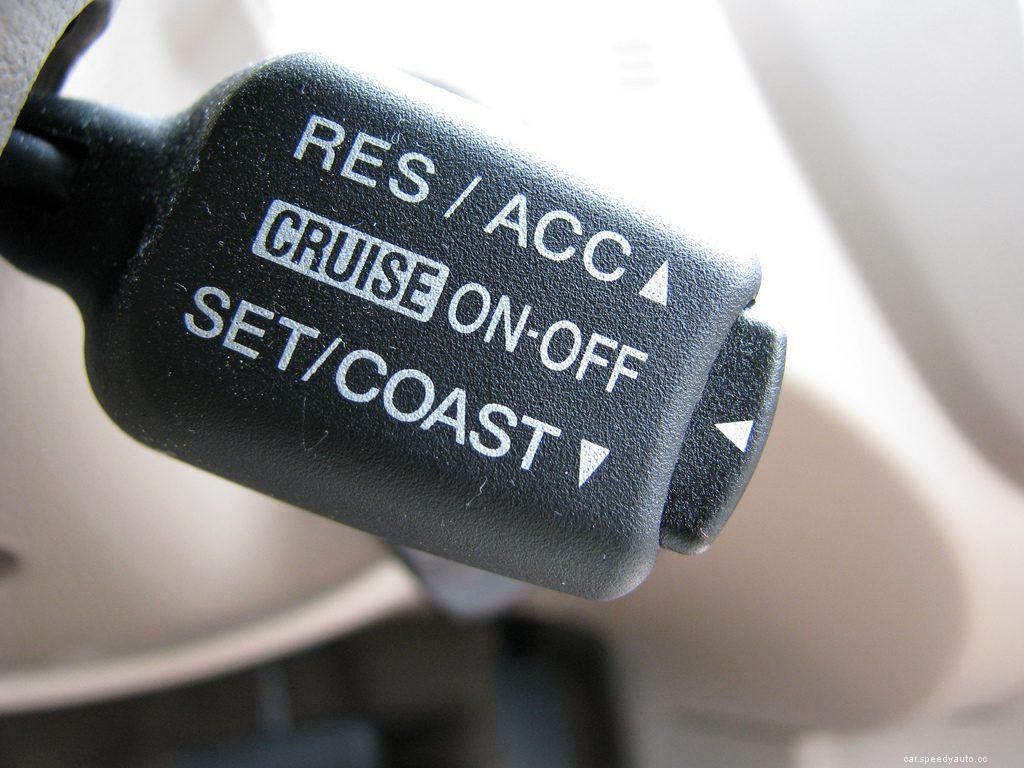 RES / ACC ▲
CRUISE ON-OFF
SET/COAST ▼
◀
car.speedyauto.cc